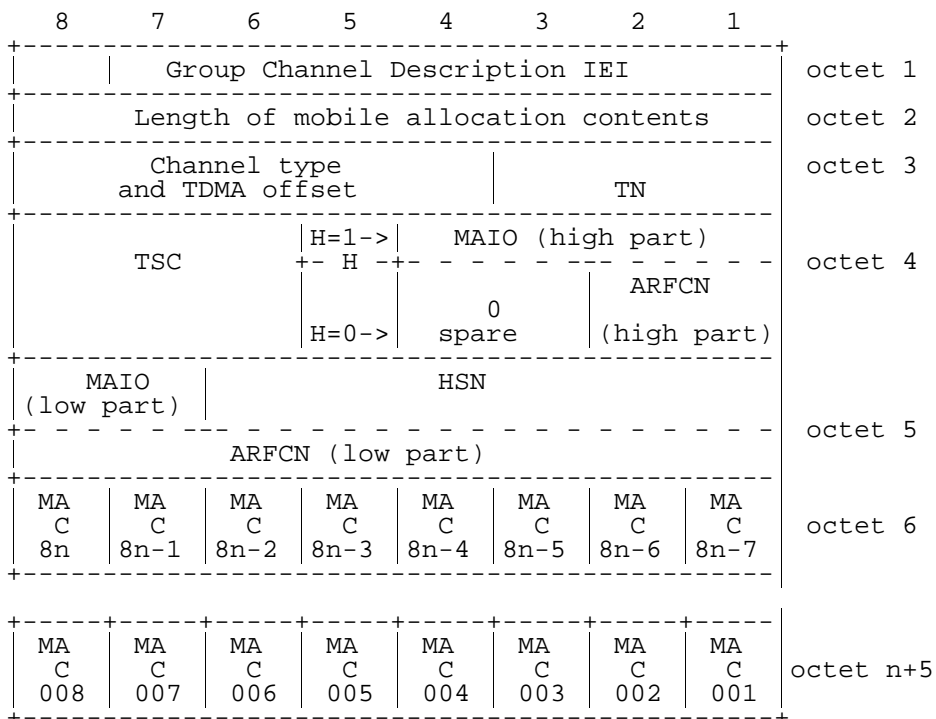 8 7 6 5 4 3 2 1
Group Channel Description IEI octet 1
Length of mobile allocation contents octet 2
Channel type octet 3
and TDMA offset TN
H=1-> MAIO (high part)
TSC H octet 4
ARFCN
0
H=0-> spare (high part)
MAIO HSN
(low part)
octet 5
ARFCN (low part)
MA MA MA MA MA MA MA MA
C C C C C C C C octet 6
8n 8n-1 8n-2 8n-3 8n-4 8n-5 8n-6 8n-7
MA MA MA MA MA MA MA MA
C C C C C C C C octet n+5
008 007 006 005 004 003 002 001